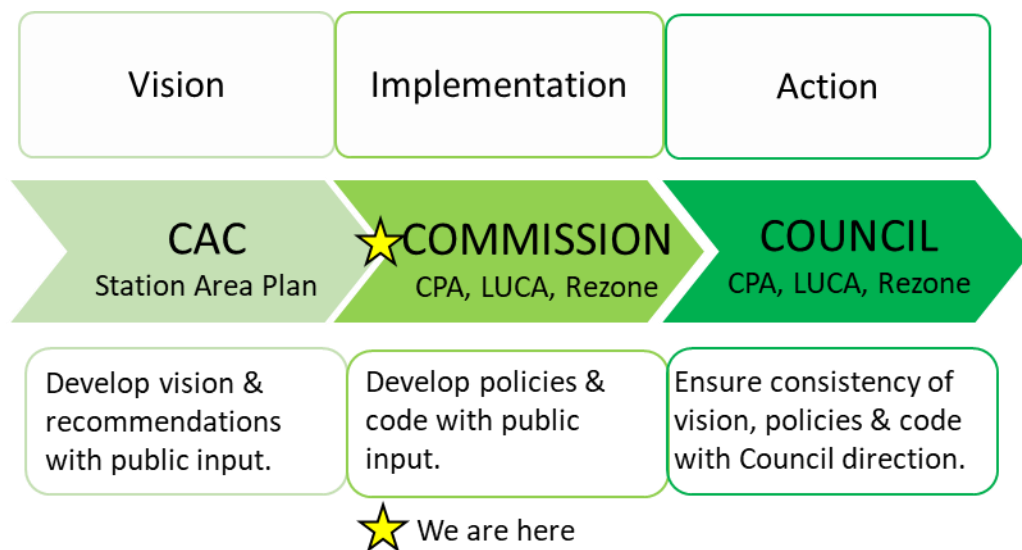 Vision
Implementation
Action
CAC
Station Area Plan
COMMISSION
CPA, LUCA, Rezone
COUNCIL
CPA, LUCA, Rezone
Develop vision &
recommendations
with public input.
Develop policies &
code with public
input.
Ensure consistency of
vision, policies & code
with Council direction.
We are here